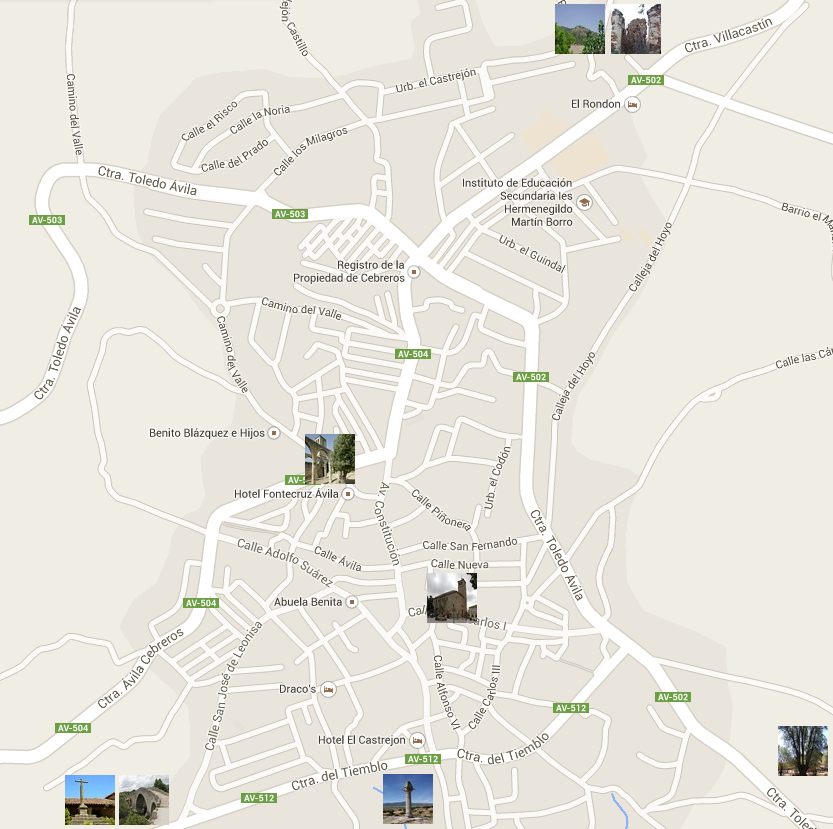 Ctra. Villacastín
Camino del Valle
ejón Castillo
Urb. el Castrejón
AV-502
El Rondon
Calle el Risco
Calle la Noria
Calle los Milagros
Calle del Prado
Ctra. Toledo Ávila
Instituto de Educación
Secundaria Ies
Hermenegildo
Martín Borro
AV-503
AV-503
Barrio el Ma
Urb. el Guindal
Calleja del Hoyo
Registro de la
Propiedad de Cebreros
Camino del Valle
Camino del Valle
Ctra. Toledo Ávila
AV-504
AV-502
Calle las Cá
Calleja del Hoyo
Benito Blázquez e Hijos
AV-5
Hotel Fontecruz Ávila
Urb. el Codón
Calle Piñonera
Av. Constitución
Ctra. Toledo Ávila
Calle San Fernando
Calle Adolfo Suárez
Calle Ávila
Calle Nueva
AV-504
Abuela Benita
Ca
arlos I
Ctra. Ávila Cebreros
Calle San José de Leonisa
Calle Alfonso VI
Calle Carlos III
Draco's
AV-502
AV-512
AV-504
Hotel El Castrejon
Ctra. del Tiemblo
AV-512
Ctra. del Tiemblo
AV-512
Ctra. Toled